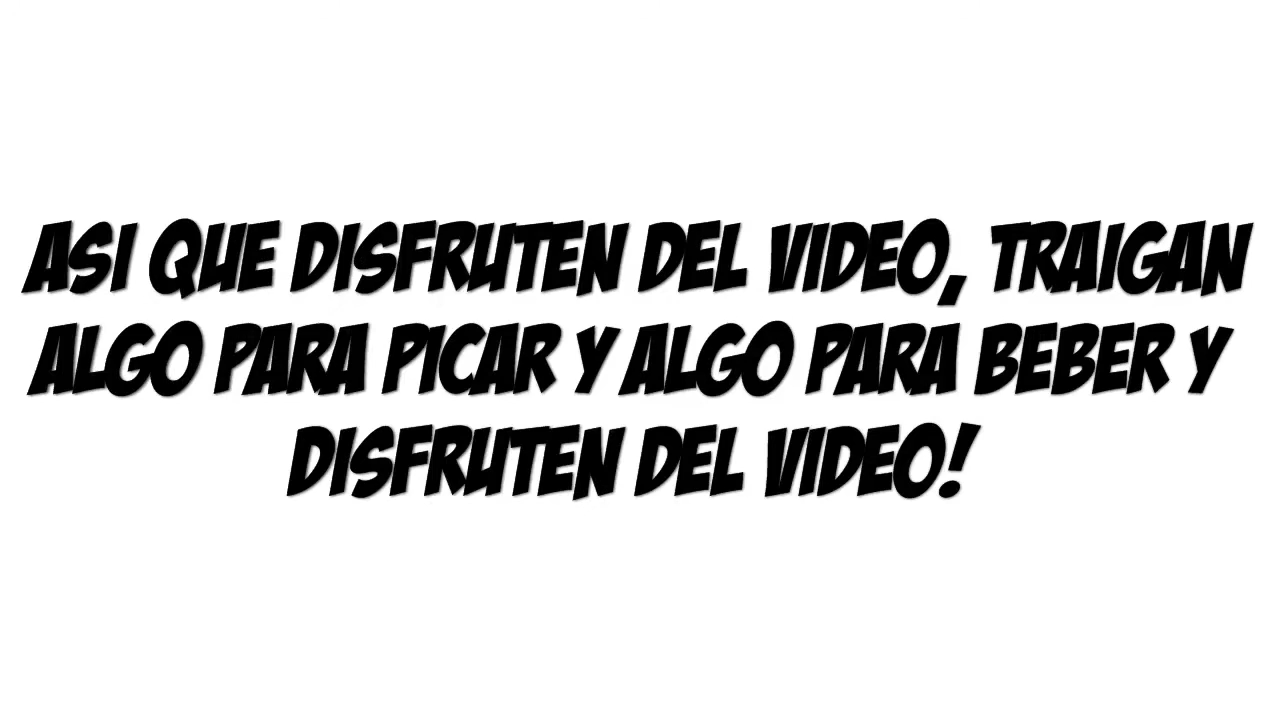 ASI QUE DISFRUTEN DEL VIDEO, TRAIGAN
ALGO PARA PICAR Y ALGO PARA BEBER Y
DISFRUTEN DEL VIDEO!